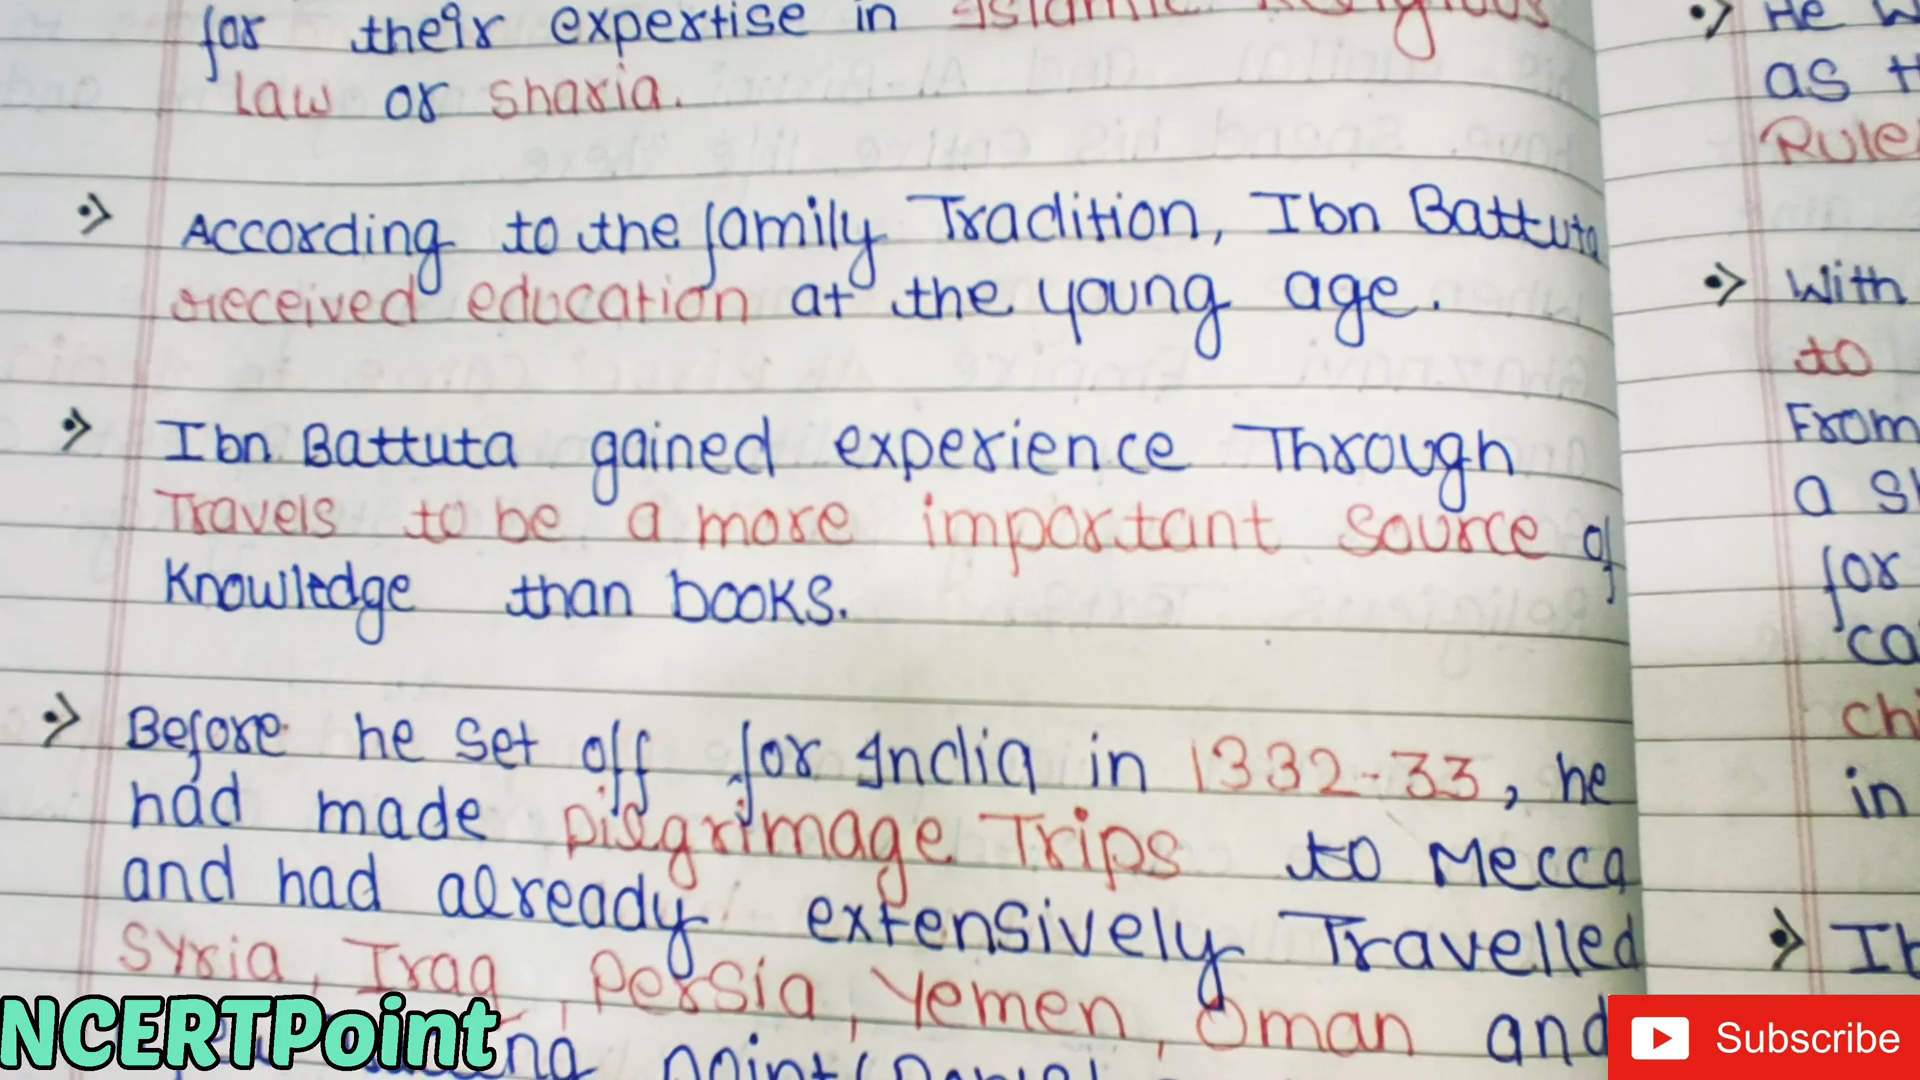 for their expertise in Islamic Religious
Law or sharia.
According to the family Tradition, Ibn Battuta
received education at the young age.
Ibn Battuta gained experience Through
Travels to be a more important source of
Knowledge than books.
Before he set off for India in 1332-33, he
had made pilgrimage Trips to Mecca
and had already extensively Travelled
Syria, Iraq, Persia, Yemen, Oman and
point (
He
as
Rule
With
to
From
a
for
in
NCERTPoint
Subscribe